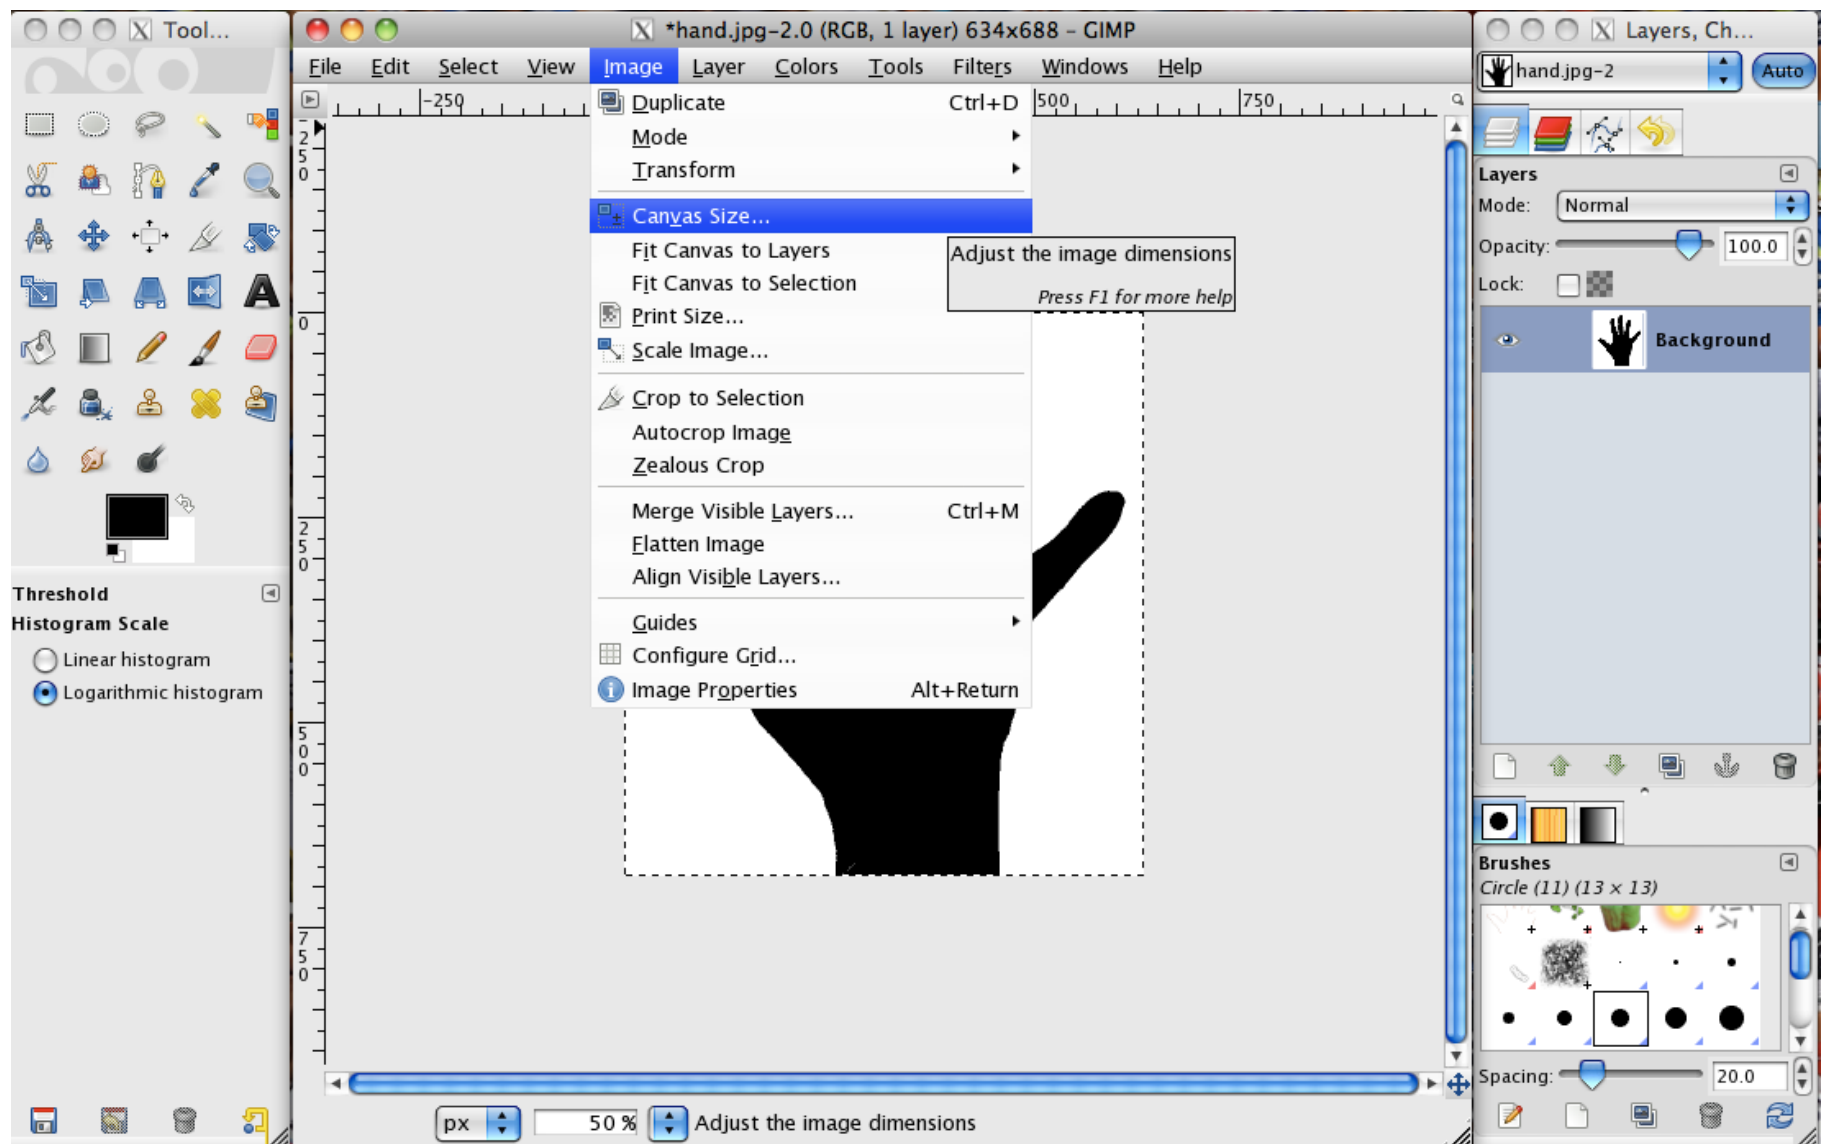 Tool...
*hand.jpg-2.0 (RGB, 1 layer) 634x688 – GIMP
File Edit Select View Image Layer Colors Tools Filters Windows Help
-250 500 750
Duplicate Ctrl+D
Mode
Transform
Canvas Size...
Fit Canvas to Layers
Fit Canvas to Selection
Print Size...
Scale Image...
Crop to Selection
Autocrop Image
Zealous Crop
Merge Visible Layers... Ctrl+M
Flatten Image
Align Visible Layers...
Guides
Configure Grid...
Image Properties Alt+Return
Adjust the image dimensions
Press F1 for more help
250
0
250
500
750
px 50 % Adjust the image dimensions
Threshold
Histogram Scale
Linear histogram
Logarithmic histogram
Layers, Ch...
hand.jpg-2 Auto
Layers
Mode: Normal
Opacity: 100.0
Lock:
Background
Brushes
Circle (11) (13 × 13)
Spacing: 20.0